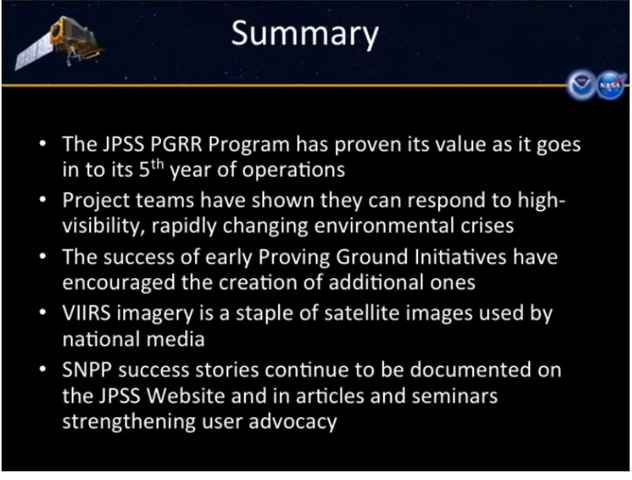 Summary
NASA
• The JPSS PGRR Program has proven its value as it goes
in to its 5th year of operations
• Project teams have shown they can respond to high-
visibility, rapidly changing environmental crises
• The success of early Proving Ground Initiatives have
encouraged the creation of additional ones
• VIIRS imagery is a staple of satellite images used by
national media
• SNPP success stories continue to be documented on
the JPSS Website and in articles and seminars
strengthening user advocacy